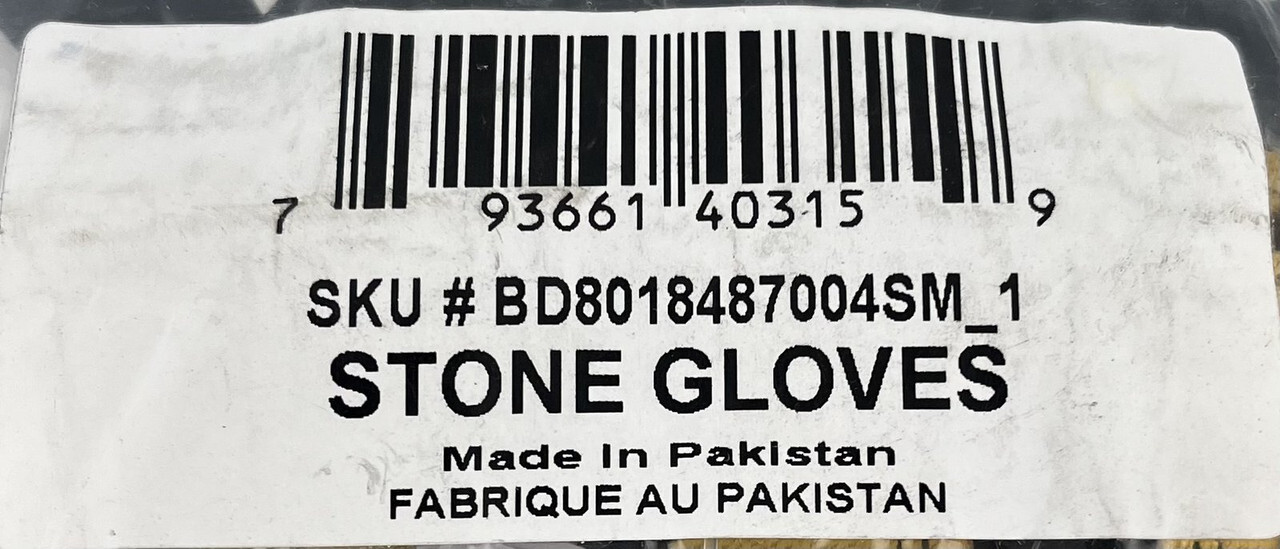 7 93661 40315 9
SKU # BD8018487004SM_1
STONE GLOVES
Made In Pakistan
FABRIQUE AU PAKISTAN